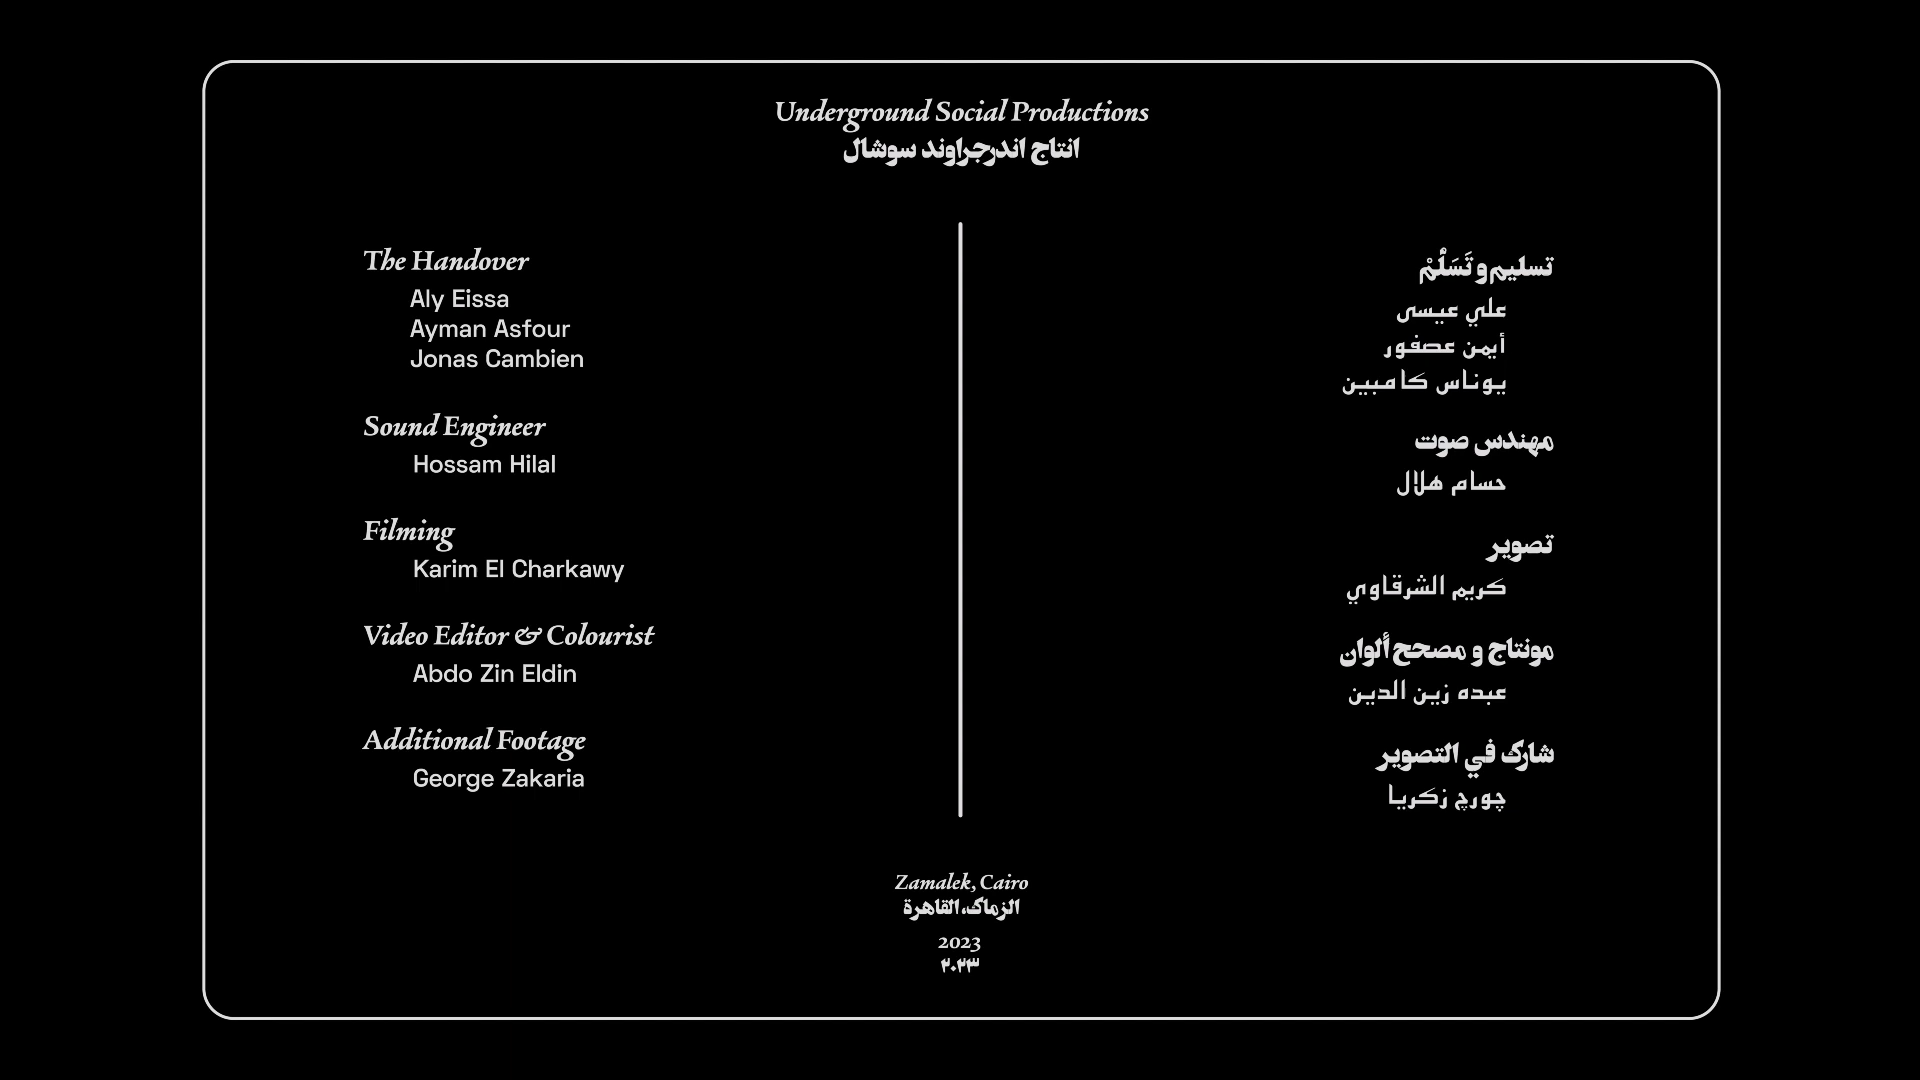 Underground Social Productions
انتاج اندرجراوند سوشال
The Handover
Aly Eissa
Ayman Asfour
Jonas Cambien
Sound Engineer
Hossam Hilal
Filming
Karim El Charkawy
Video Editor & Colourist
Abdo Zin Eldin
Additional Footage
George Zakaria
تسليم و تَسَلُّمْ
علي عيسى
أيمن عصفور
يوناس كامبين
مهندس صوت
حسام هلال
تصوير
كريم الشرقاوي
مونتاج و مصحح ألوان
عبده زين الدين
شارك في التصوير
چورچ زكريا
Zamalek, Cairo
الزمالك، القاهرة
2023
٢٠٢٣